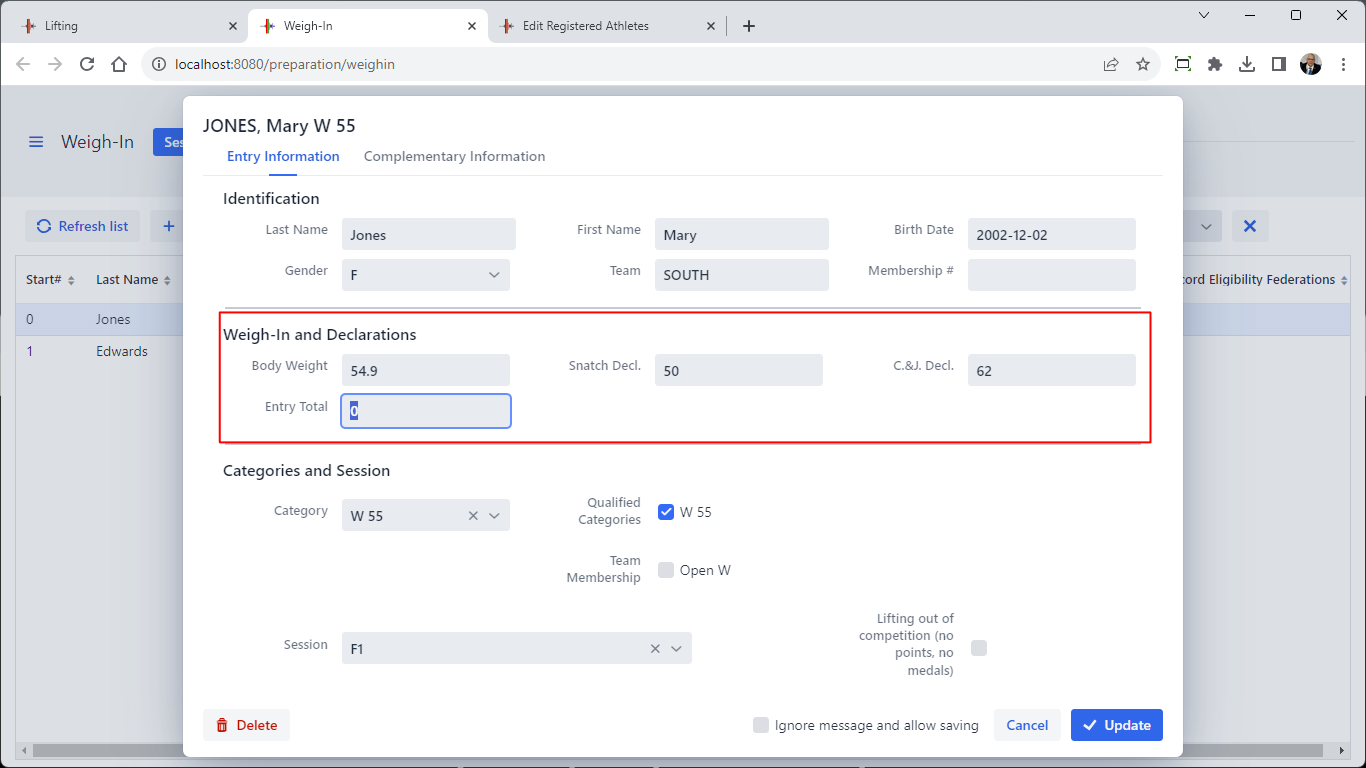 Lifting
Weigh-In
Edit Registered Athletes
localhost:8080/preparation/weighin
Weigh-In
Ses
JONES, Mary W 55
Entry Information
Complementary Information
Refresh list
Start#
Last Name
cord Eligibility Federations
0
Jones
1
Edwards
Identification
Last Name
Jones
First Name
Mary
Birth Date
2002-12-02
Gender
F
Team
SOUTH
Membership #
Weigh-In and Declarations
Body Weight
54.9
Snatch Decl.
50
C.&J. Decl.
62
Entry Total
0
Categories and Session
Category
W 55
Qualified
Categories
W 55
Team
Membership
Open W
Session
F1
Lifting out of
competition (no
points, no
medals)
Delete
Ignore message and allow saving
Cancel
Update